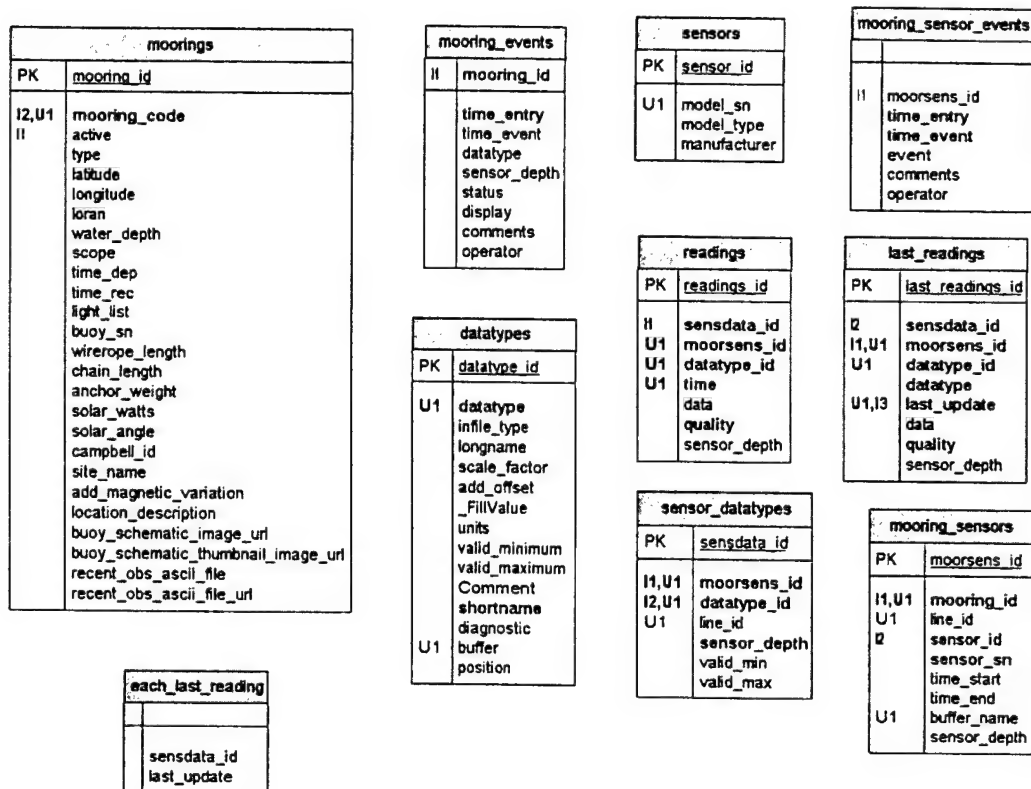 moorings
PK mooring_id
I2,U1 mooring_code
I1 active
type
latitude
longitude
loran
water_depth
scope
time_dep
time_rec
light_list
buoy_sn
wirerope_length
chain_length
anchor_weight
solar_watts
solar_angle
campbell_id
site_name
add_magnetic_variation
location_description
buoy_schematic_image_url
buoy_schematic_thumbnail_image_url
recent_obs_ascii_file
recent_obs_ascii_file_url
mooring_events
I1 mooring_id
time_entry
time_event
datatype
sensor_depth
status
display
comments
operator
sensors
PK sensor_id
U1 model_sn
model_type
manufacturer
mooring_sensor_events
I1 moorsens_id
time_entry
time_event
event
comments
operator
readings
PK readings_id
I1 sensdata_id
U1 moorsens_id
U1 datatype_id
U1 time
data
quality
sensor_depth
last_readings
PK last_readings_id
I2 sensdata_id
I1,U1 moorsens_id
U1 datatype_id
datatype
U1,I3 last_update
data
quality
sensor_depth
datatypes
PK datatype_id
U1 datatype
infile_type
longname
scale_factor
add_offset
_FillValue
units
valid_minimum
valid_maximum
Comment
shortname
diagnostic
U1 buffer
position
sensor_datatypes
PK sensdata_id
I1,U1 moorsens_id
I2,U1 datatype_id
U1 line_id
sensor_depth
valid_min
valid_max
mooring_sensors
PK moorsens_id
I1,U1 mooring_id
U1 line_id
I2 sensor_id
sensor_sn
time_start
time_end
U1 buffer_name
sensor_depth
each_last_reading
sensdata_id
last_update